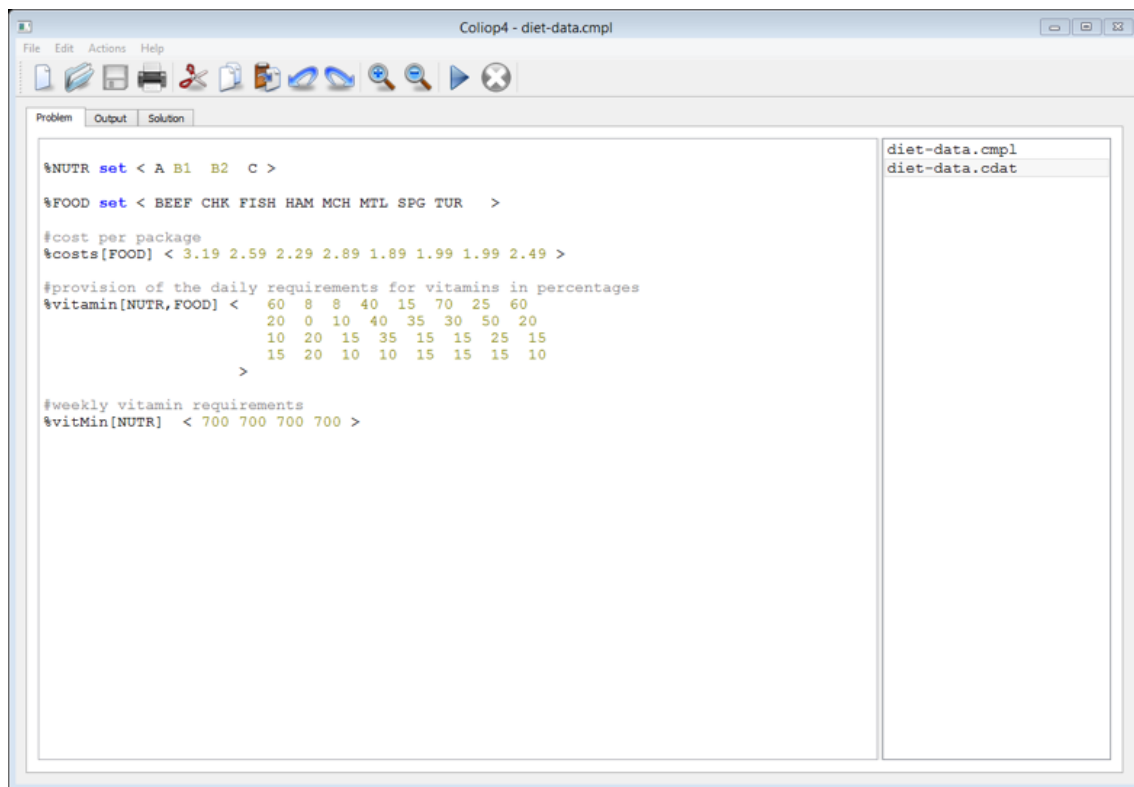 Coliop4 - diet-data.cmpl
File Edit Actions Help
Problem Output Solution
%NUTR set < A B1 B2 C >
%FOOD set < BEEF CHK FISH HAM MCH MTL SPG TUR >
#cost per package
%costs[FOOD] < 3.19 2.59 2.29 2.89 1.89 1.99 1.99 2.49 >
#provision of the daily requirements for vitamins in percentages
%vitamin[NUTR,FOOD] < 60 8 8 40 15 70 25 60
20 0 10 40 35 30 50 20
10 20 15 35 15 15 25 15
15 20 10 10 15 15 15 10
>
#weekly vitamin requirements
%vitMin[NUTR] < 700 700 700 700 >
diet-data.cmpl
diet-data.cdat